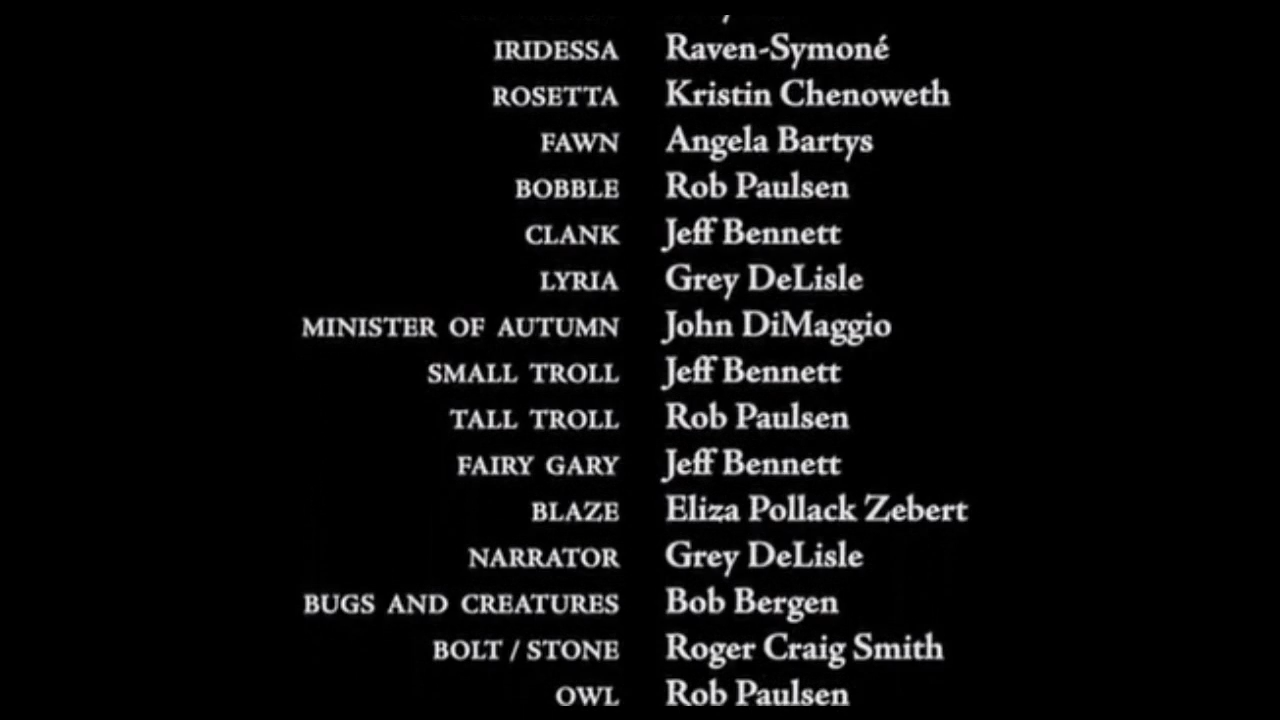 IRIDESSA Raven-Symoné
ROSETTA Kristin Chenoweth
FAWN Angela Bartys
BOBBLE Rob Paulsen
CLANK Jeff Bennett
LYRIA Grey DeLisle
MINISTER OF AUTUMN John DiMaggio
SMALL TROLL Jeff Bennett
TALL TROLL Rob Paulsen
FAIRY GARY Jeff Bennett
BLAZE Eliza Pollack Zebert
NARRATOR Grey DeLisle
BUGS AND CREATURES Bob Bergen
BOLT / STONE Roger Craig Smith
OWL Rob Paulsen